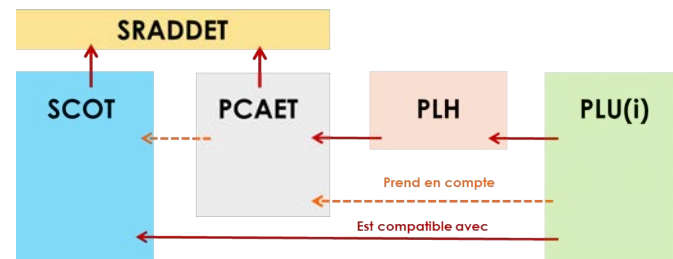 SRADDET
SCOT
PCAET
PLH
PLU(i)
Prend en compte
Est compatible avec